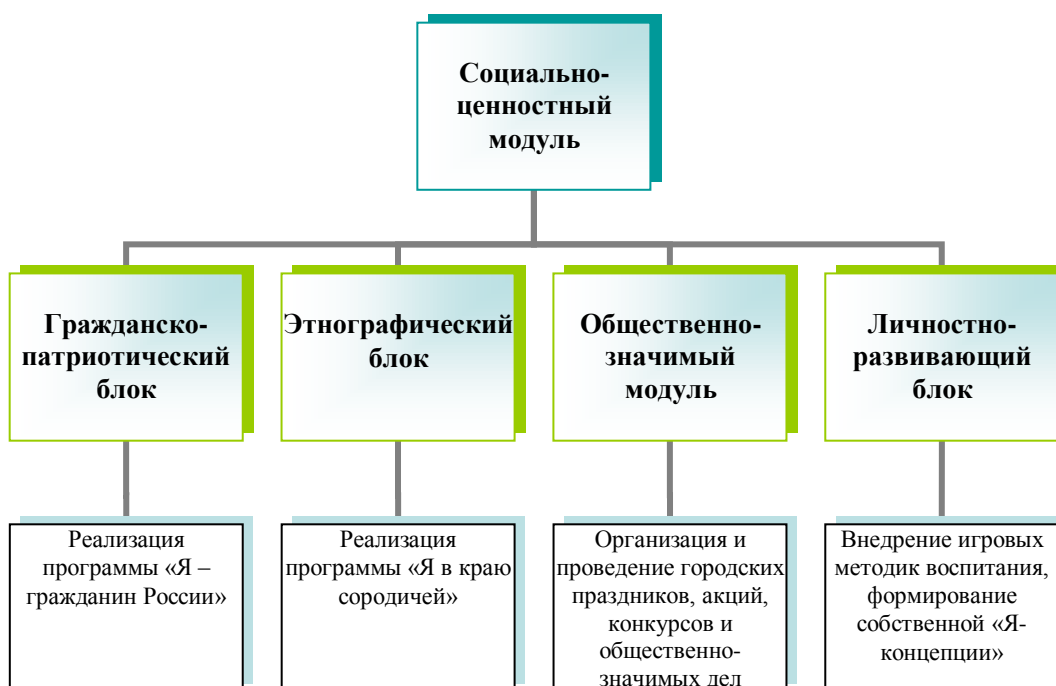 Социально-
ценностный
модуль
Гражданско-
патриотический
блок
Этнографический
блок
Общественно-
значимый
модуль
Личностно-
развивающий
блок
Реализация
программы «Я –
гражданин России»
Реализация
программы «Я в краю
сородичей»
Организация и
проведение городских
праздников, акций,
конкурсов и
общественно-
значимых дел
Внедрение игровых
методик воспитания,
формирование
собственной «Я-
концепции»